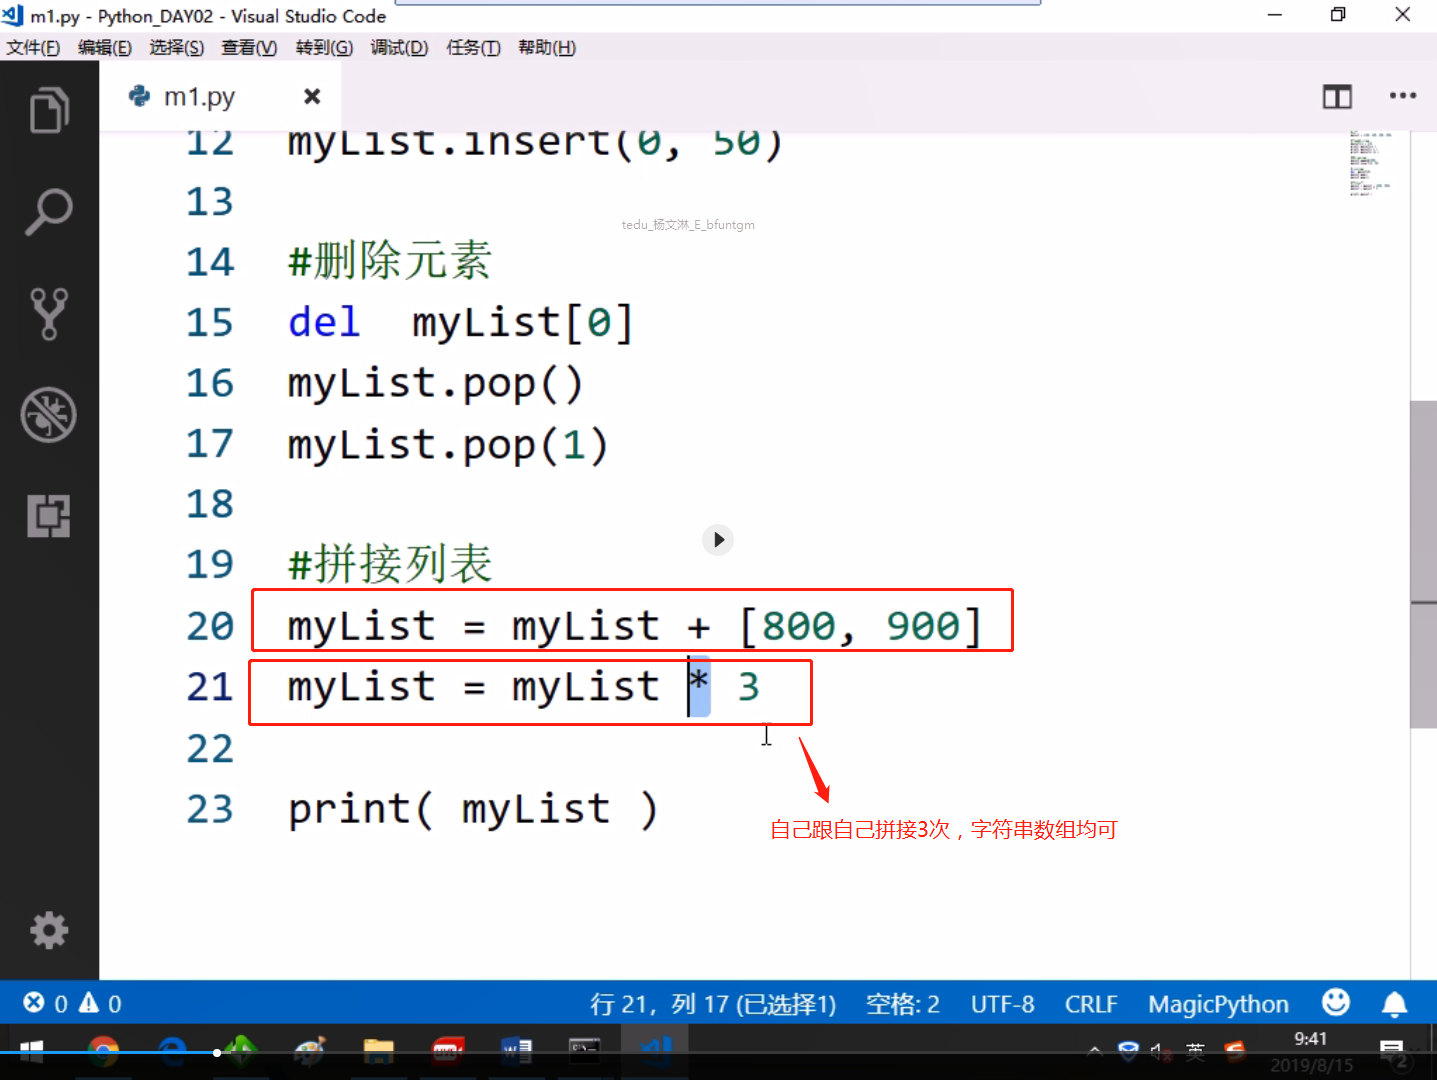 m1.py - Python_DAY02 - Visual Studio Code
文件(F) 编辑(E) 选择(S) 查看(V) 转到(G) 调试(D) 任务(T) 帮助(H)
m1.py
12 myList.insert(0, 50)
13
tedu_杨文淋_E_bfuntgm
14 #删除元素
15 del  myList[0]
16 myList.pop()
17 myList.pop(1)
18
19 #拼接列表
20 myList = myList + [800, 900]
21 myList = myList * 3
22
23 print( myList )
自己跟自己拼接3次，字符串数组均可
0 0 行 21，列 17 (已选择1) 空格: 2 UTF-8 CRLF MagicPython
英 9:41
2019/8/15 2